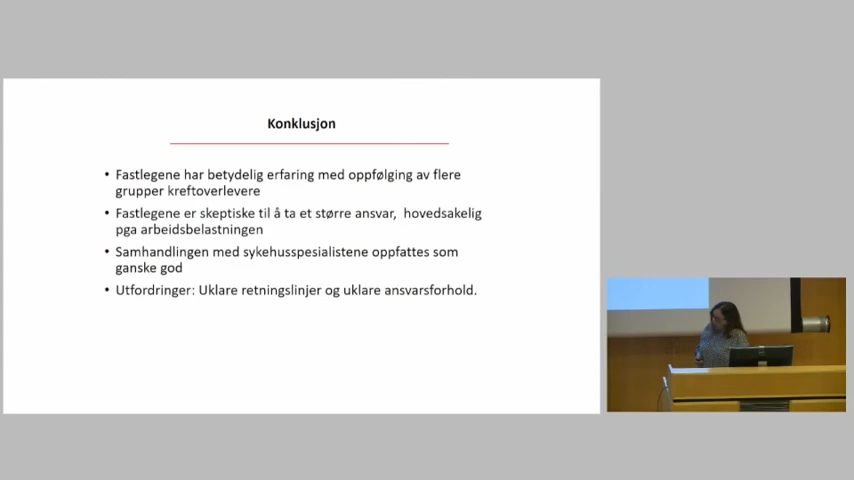 Konklusjon
• Fastlegene har betydelig erfaring med oppfølging av flere
grupper kreftoverlevere
• Fastlegene er skeptiske til å ta et større ansvar, hovedsakelig
pga arbeidsbelastningen
• Samhandlingen med sykehusspesialistene oppfattes som
ganske god
• Utfordringer: Uklare retningslinjer og uklare ansvarsforhold.